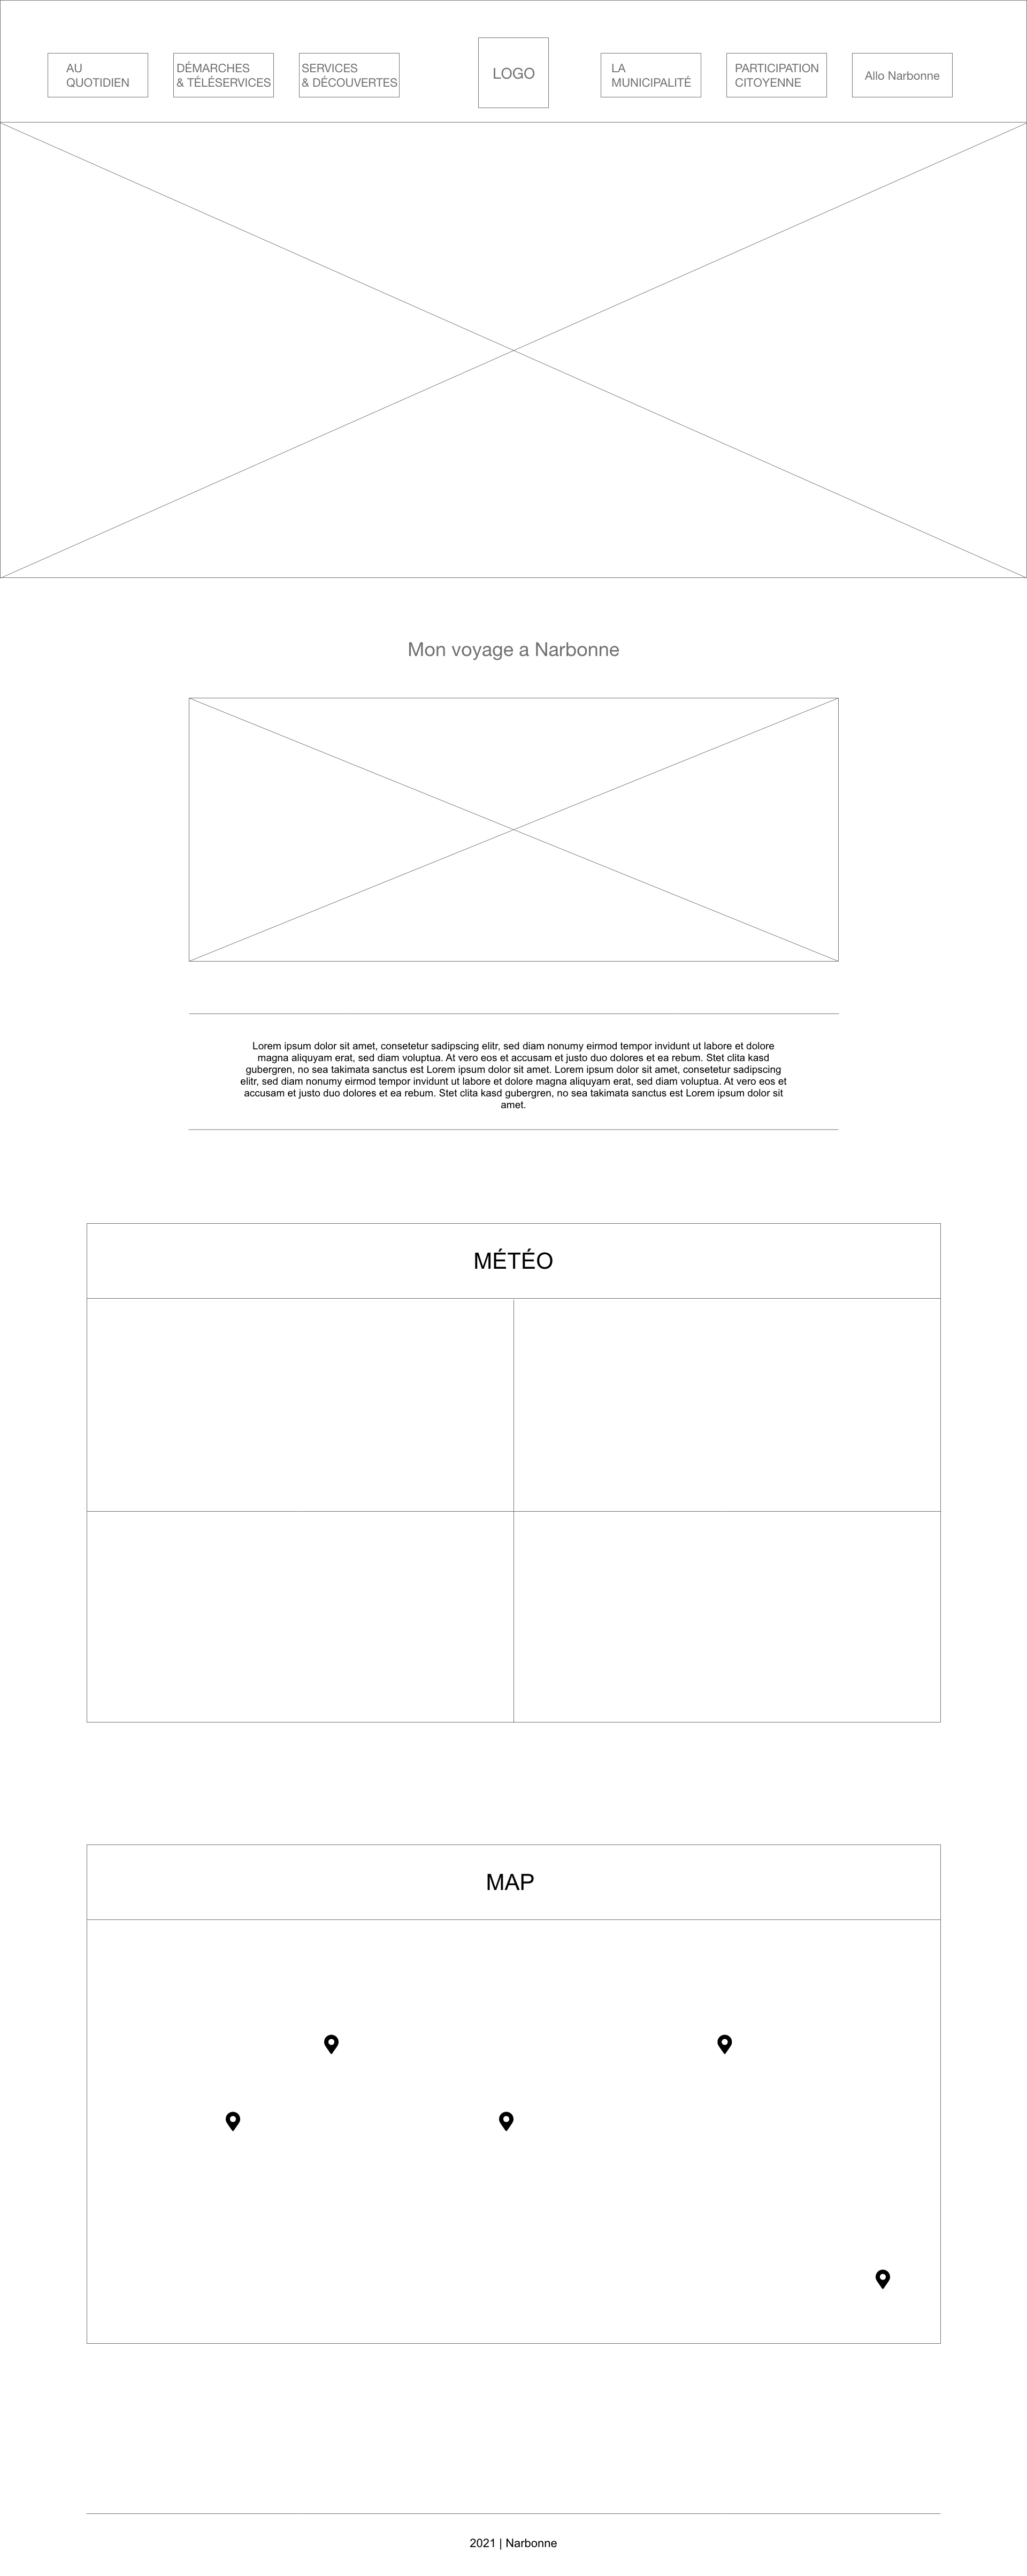 AU
QUOTIDIEN
DÉMARCHES
& TÉLÉSERVICES
SERVICES
& DÉCOUVERTES
LOGO
LA
MUNICIPALITÉ
PARTICIPATION
CITOYENNE
Allo Narbonne
Mon voyage a Narbonne
Lorem ipsum dolor sit amet, consetetur sadipscing elitr, sed diam nonumy eirmod tempor invidunt ut labore et dolore
magna aliquyam erat, sed diam voluptua. At vero eos et accusam et justo duo dolores et ea rebum. Stet clita kasd
gubergren, no sea takimata sanctus est Lorem ipsum dolor sit amet. Lorem ipsum dolor sit amet, consetetur sadipscing
elitr, sed diam nonumy eirmod tempor invidunt ut labore et dolore magna aliquyam erat, sed diam voluptua. At vero eos et
accusam et justo duo dolores et ea rebum. Stet clita kasd gubergren, no sea takimata sanctus est Lorem ipsum dolor sit
amet.
MÉTÉO
MAP
2021 | Narbonne